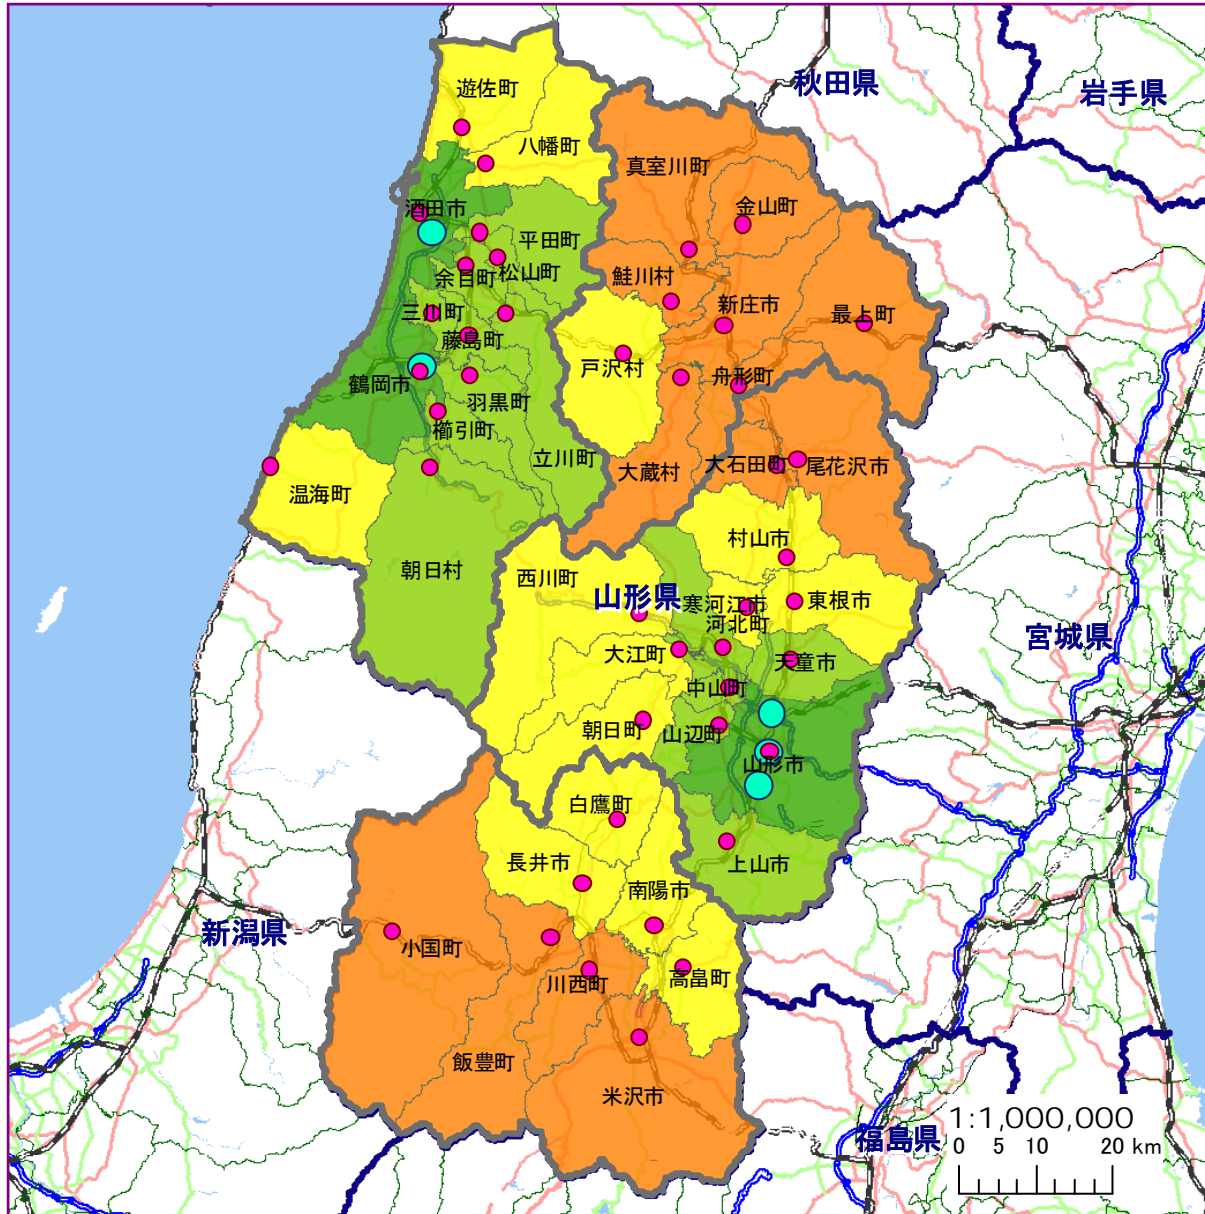 秋田県
岩手県
遊佐町
八幡町
真室川町
酒田市
金山町
平田町
松山町
余目町
鮭川村
三川町
新庄市
最上町
藤島町
戸沢村
鶴岡市
舟形町
羽黒町
櫛引町
立川町
大蔵村
大石田町
尾花沢市
温海町
村山市
朝日村
西川町
山形県
寒河江市
東根市
河北町
宮城県
大江町
天童市
中山町
朝日町
山辺町
山形市
白鷹町
長井市
上山市
南陽市
新潟県
小国町
川西町
高畠町
飯豊町
米沢市
1:1,000,000
福島県
0 5 10 20 km